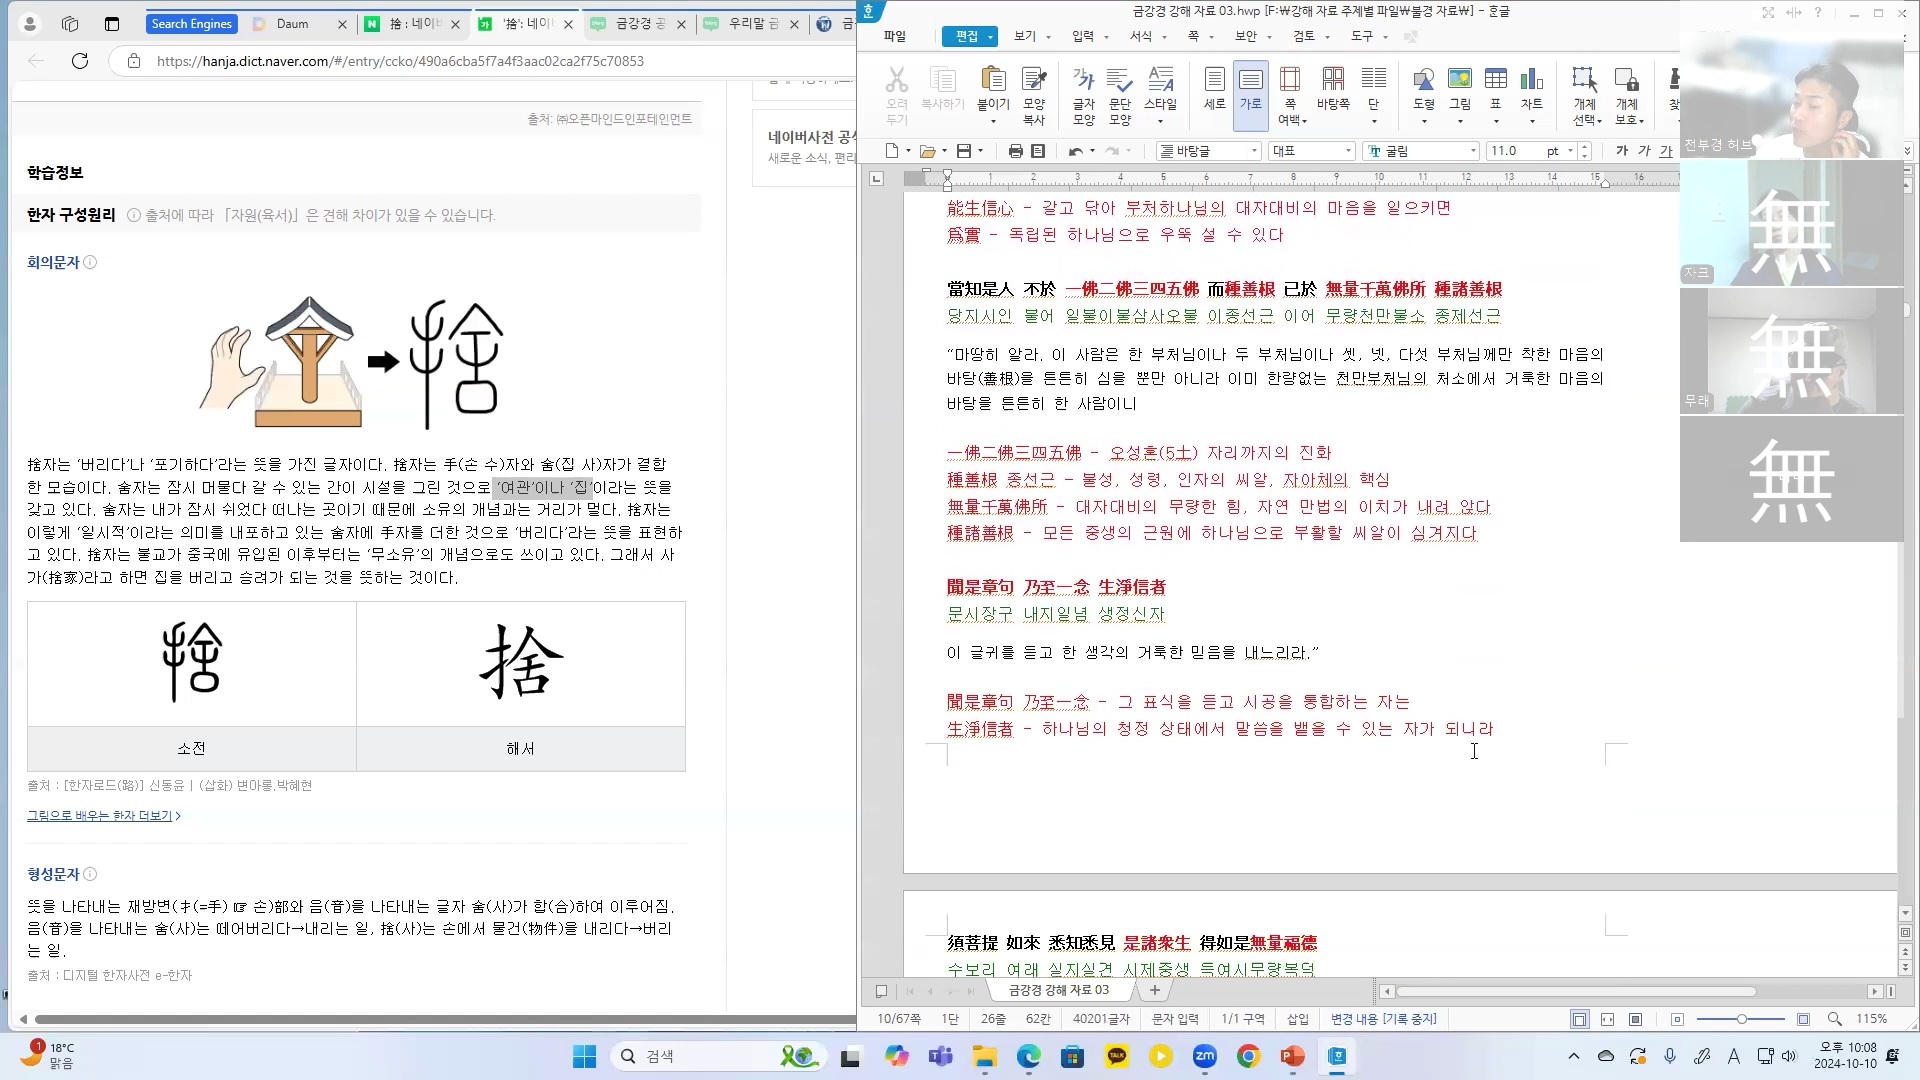 Search Engines
Daum
捨 : 네이버
'捨': 네이
금강경 공
우리말 금
https://hanja.dict.naver.com/#/entry/ccko/490a6cba5f7a4f3aac02ca2f75c70853
출처: ㈜오픈마인드인포테인먼트
네이버사전 공식
새로운 소식, 편리
학습정보
한자 구성원리 출처에 따라 「자원(육서)」은 견해 차이가 있을 수 있습니다.
회의문자
捨자는 '버리다'나 '포기하다'라는 뜻을 가진 글자이다. 捨자는 手(손 수)자와 舍(집 사)자가 결합
한 모습이다. 舍자는 잠시 머물다 갈 수 있는 간이 시설을 그린 것으로 '여관'이나 '집'이라는 뜻을
갖고 있다. 舍자는 내가 잠시 쉬었다 떠나는 곳이기 때문에 소유의 개념과는 거리가 멀다. 捨자는
이렇게 '일시적'이라는 의미를 내포하고 있는 舍자에 手자를 더한 것으로 '버리다'라는 뜻을 표현하
고 있다. 捨자는 불교가 중국에 유입된 이후부터는 '무소유'의 개념으로도 쓰이고 있다. 그래서 사
가(捨家)라고 하면 집을 버리고 승려가 되는 것을 뜻하는 것이다.
捨
소전 해서
출처 : [한자로드(路)] 신동윤 | (삽화) 변아롱,박혜현
그림으로 배우는 한자 더보기 >
형성문자
뜻을 나타내는 재방변(扌(=手) ☞ 손)部와 음(音)을 나타내는 글자 舍(사)가 합(合)하여 이루어짐.
음(音)을 나타내는 舍(사)는 떼어버리다→내리는 일, 捨(사)는 손에서 물건(物件)을 내리다→버리
는 일.
출처 : 디지털 한자사전 e-한자
금강경 강해 자료 03.hwp [F:₩강해 자료 주제별 파일₩불경 자료₩] - 한글
파일 편집 보기 입력 서식 쪽 보안 검토 도구
오려 두기 복사하기 붙이기 모양 복사 글자 모양 문단 모양 스타일 세로 가로 쪽 여백 바탕쪽 단 도형 그림 표 차트 개체 선택 개체 보호
바탕글 대표 굴림 11.0 pt 가 가 가
1 2 3 4 5 6 7 8 9 10 11 12 13 14 15 16
能生信心 - 갈고 닦아 부처하나님의 대자대비의 마음을 일으키면
爲實 - 독립된 하나님으로 우뚝 설 수 있다
當知是人 不於 一佛二佛三四五佛 而種善根 已於 無量千萬佛所 種諸善根
당지시인 불어 일불이불삼사오불 이종선근 이어 무량천만불소 종제선근
“마땅히 알라. 이 사람은 한 부처님이나 두 부처님이나 셋, 넷, 다섯 부처님께만 착한 마음의
바탕(善根)을 튼튼히 심을 뿐만 아니라 이미 한량없는 천만부처님의 처소에서 거룩한 마음의
바탕을 튼튼히 한 사람이니
一佛二佛三四五佛 - 오성혼(5土) 자리까지의 진화
種善根 종선근 - 불성, 성령, 인자의 씨알, 자아체의 핵심
無量千萬佛所 - 대자대비의 무량한 힘, 자연 만법의 이치가 내려 앉다
種諸善根 - 모든 중생의 근원에 하나님으로 부활할 씨알이 심겨지다
聞是章句 乃至一念 生淨信者
문시장구 내지일념 생정신자
이 글귀를 듣고 한 생각의 거룩한 믿음을 내느리라.”
聞是章句 乃至一念 - 그 표식을 듣고 시공을 통합하는 자는
生淨信者 - 하나님의 청정 상태에서 말씀을 뱉을 수 있는 자가 되니라
須菩提 如來 悉知悉見 是諸衆生 得如是無量福德
수보리 여래 실지실견 시제중생 득여시무량복덕
금강경 강해 자료 03
10/67쪽 1단 26줄 62칸 40201글자 문자 입력 1/1 구역 삽입 변경 내용 [기록 중지] 115%
전부경 허브
無
자크
無
무래
無
1
18°C
맑음
검색
TALK
zm
A
오후 10:08
2024-10-10